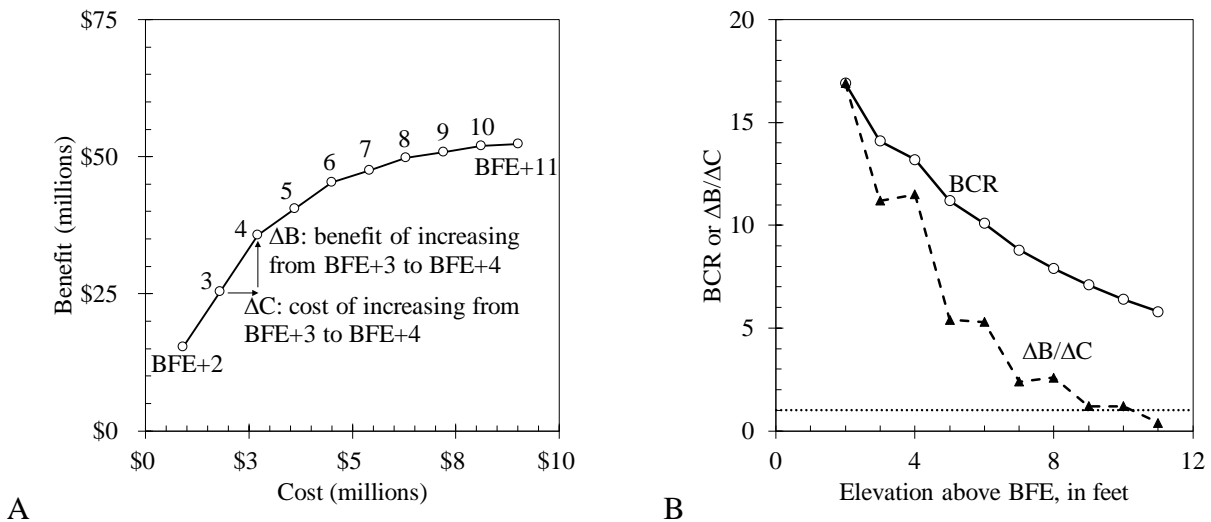 $75
$50
$25
$0
Benefit (millions)
BFE+2
3
4
5
6
7
8
9
10
BFE+11
ΔB: benefit of increasing
from BFE+3 to BFE+4
ΔC: cost of increasing from
BFE+3 to BFE+4
$0 $3 $5 $8 $10
Cost (millions)
A
20
15
10
5
0
BCR or ΔB/ΔC
BCR
ΔB/ΔC
0 4 8 12
Elevation above BFE, in feet
B